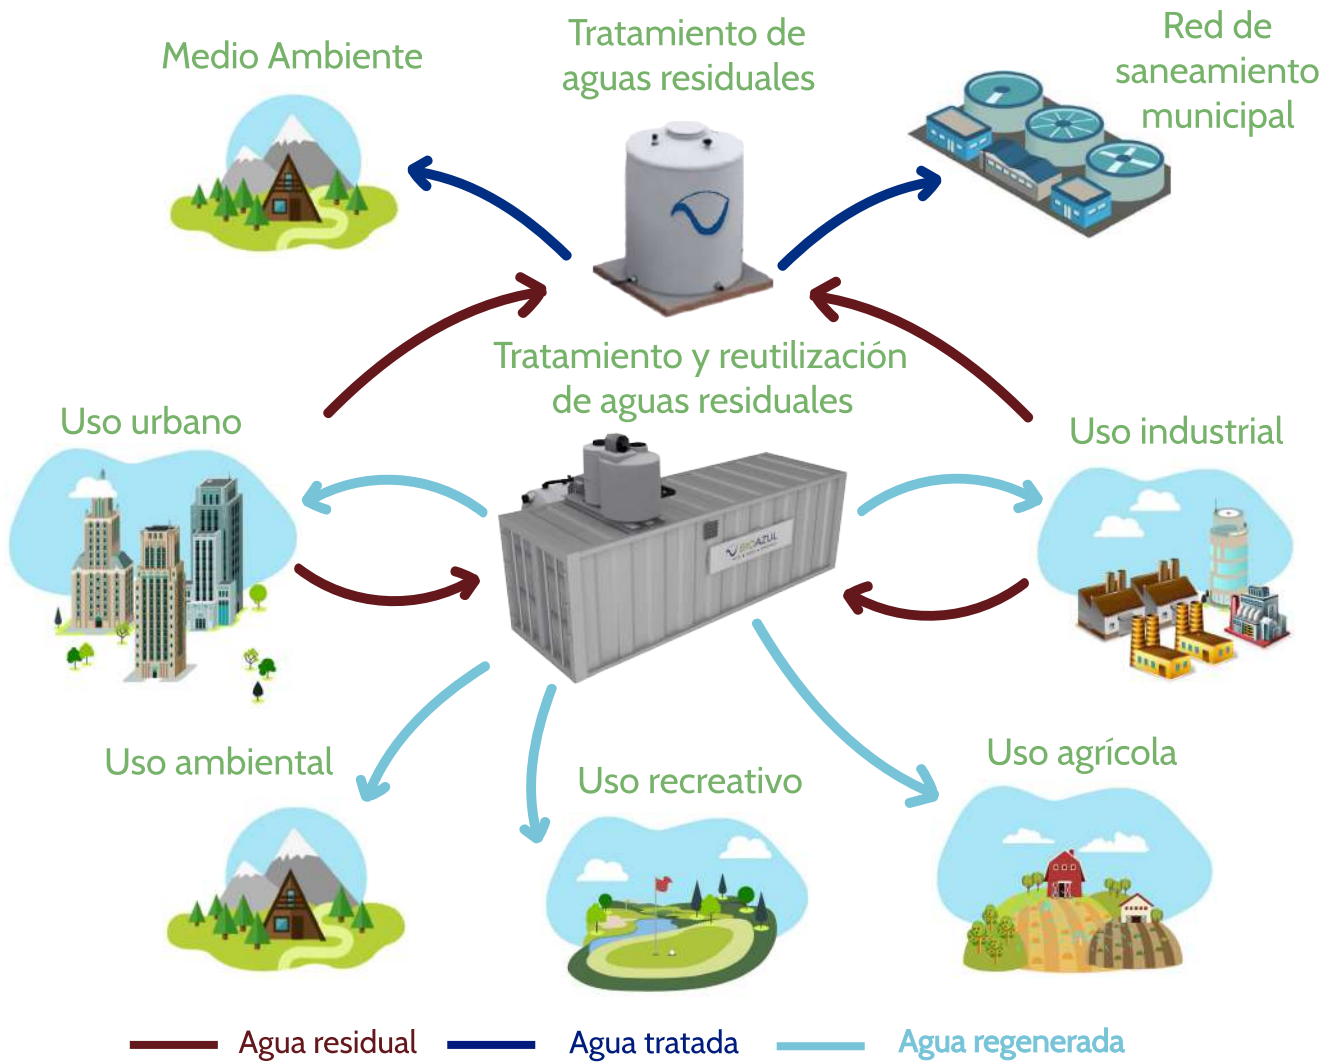 Medio Ambiente
Tratamiento de
aguas residuales
Red de
saneamiento
municipal
Tratamiento y reutilización
de aguas residuales
Uso urbano
Uso industrial
BIOAZUL
Uso ambiental
Uso recreativo
Uso agrícola
Agua residual
Agua tratada
Agua regenerada